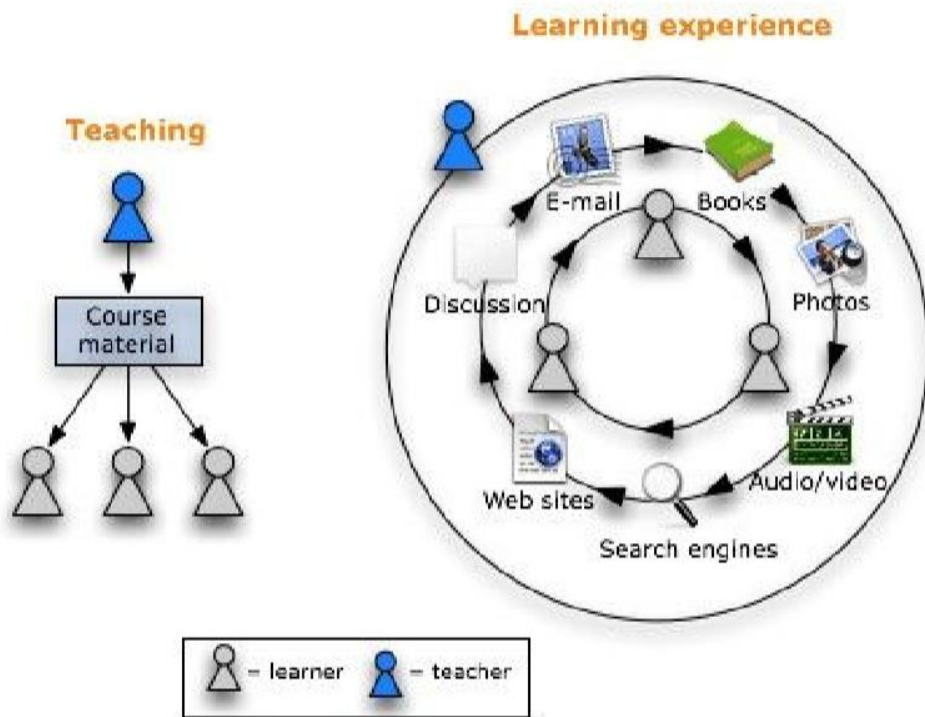 Learning experience
Teaching
E-mail
Books
Course
material
Discussion
Photos
Web sites
Audio/video
Search engines
= learner
= teacher